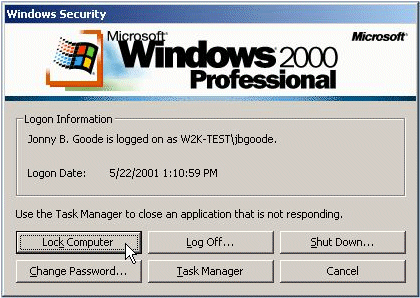 Windows Security
Microsoft
Windows 2000
Professional
Microsoft
Logon Information
Jonny B. Goode is logged on as W2K-TEST\jbgoode.
Logon Date: 5/22/2001 1:10:59 PM
Use the Task Manager to close an application that is not responding.
Lock Computer Log Off... Shut Down...
Change Password... Task Manager Cancel